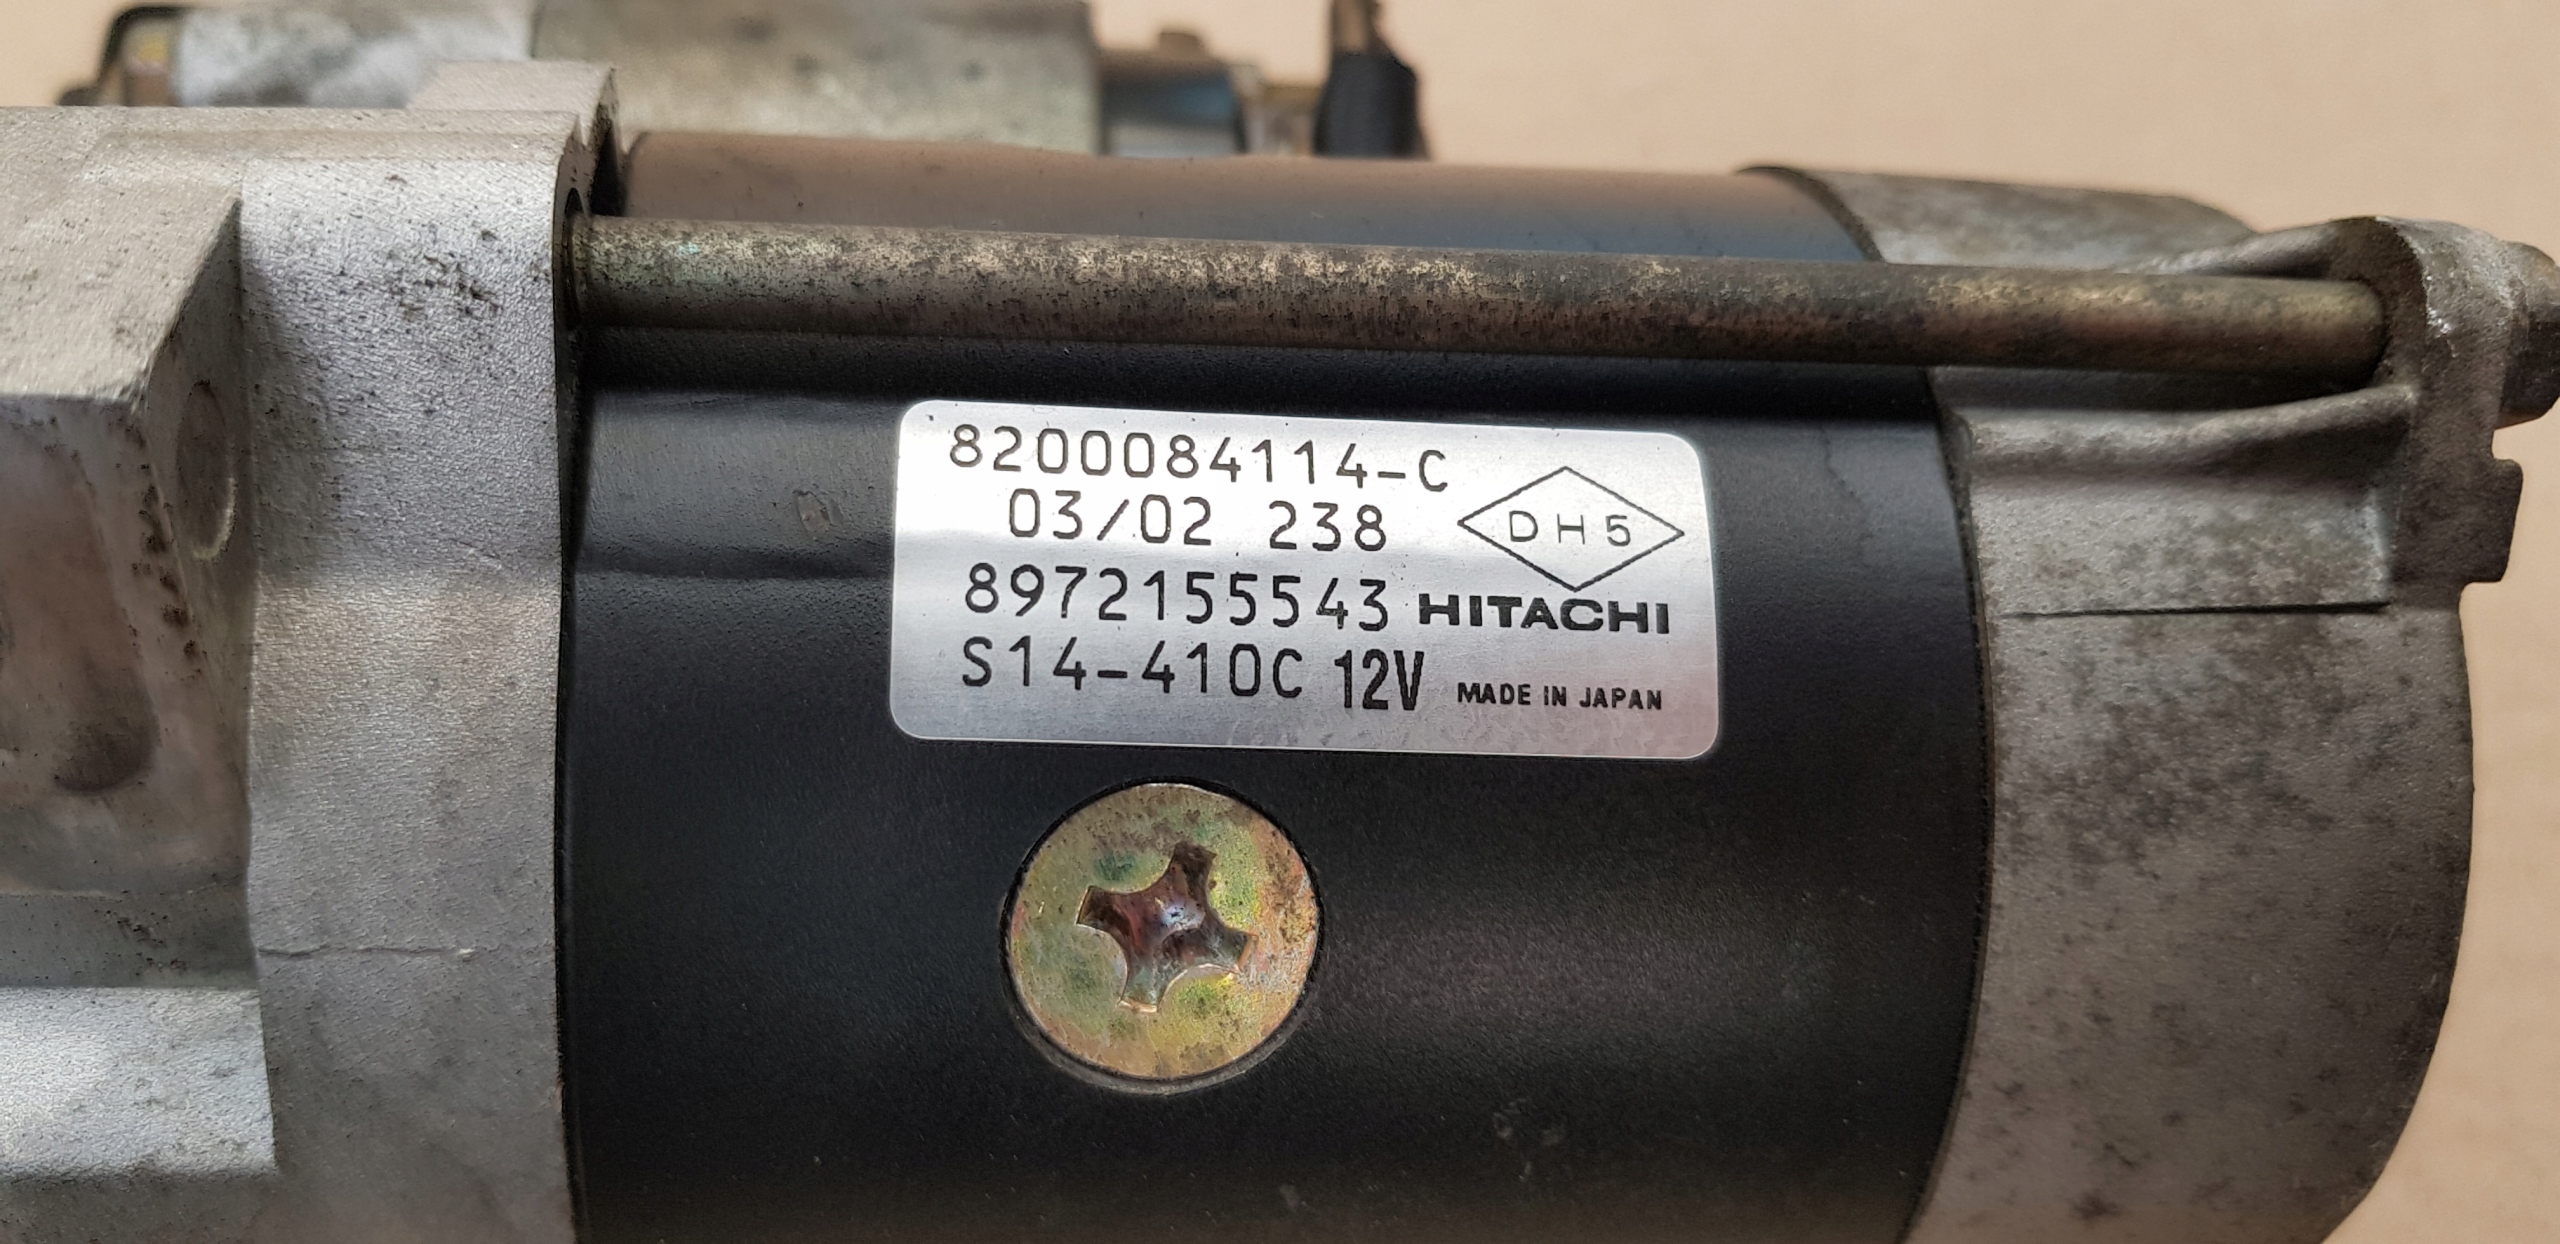 8200084114-C
03/02 238
DH5
8972155543 HITACHI
S14-410C 12V MADE IN JAPAN